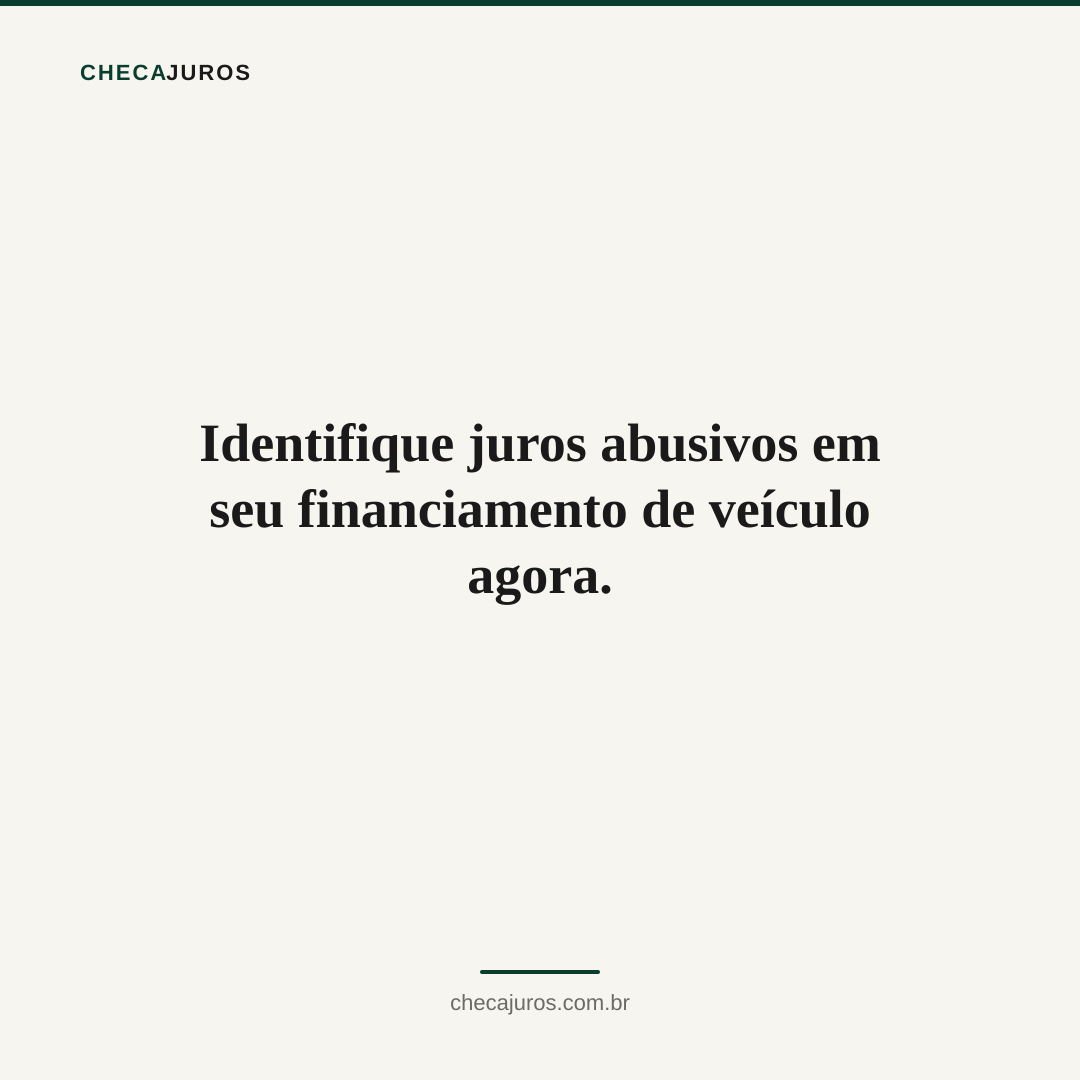 CHECAJUROS
Identifique juros abusivos em
seu financiamento de veículo
agora.
checajuros.com.br